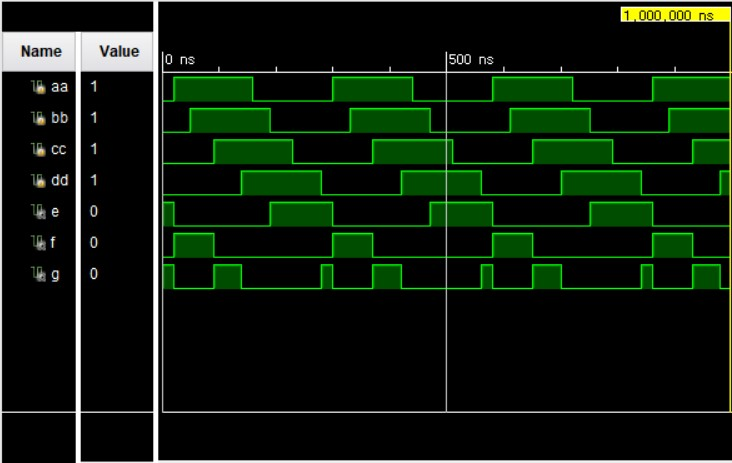 1,000,000 ns
Name Value
0 ns 500 ns
aa 1
bb 1
cc 1
dd 1
e 0
f 0
g 0